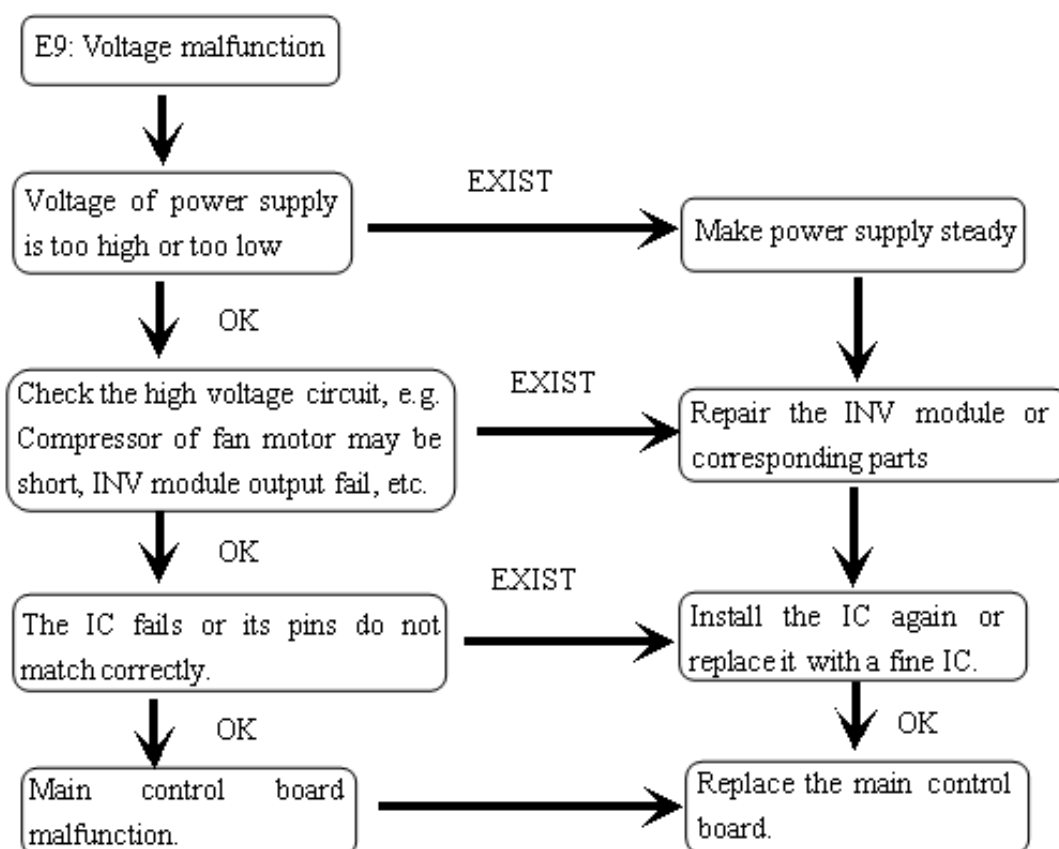 E9: Voltage malfunction
Voltage of power supply
is too high or too low
EXIST
Make power supply steady
OK
Check the high voltage circuit, e.g.
Compressor of fan motor may be
short, INV module output fail, etc.
EXIST
Repair the INV module or
corresponding parts
OK
The IC fails or its pins do not
match correctly.
EXIST
Install the IC again or
replace it with a fine IC.
OK
OK
Main control board
malfunction.
Replace the main control
board.